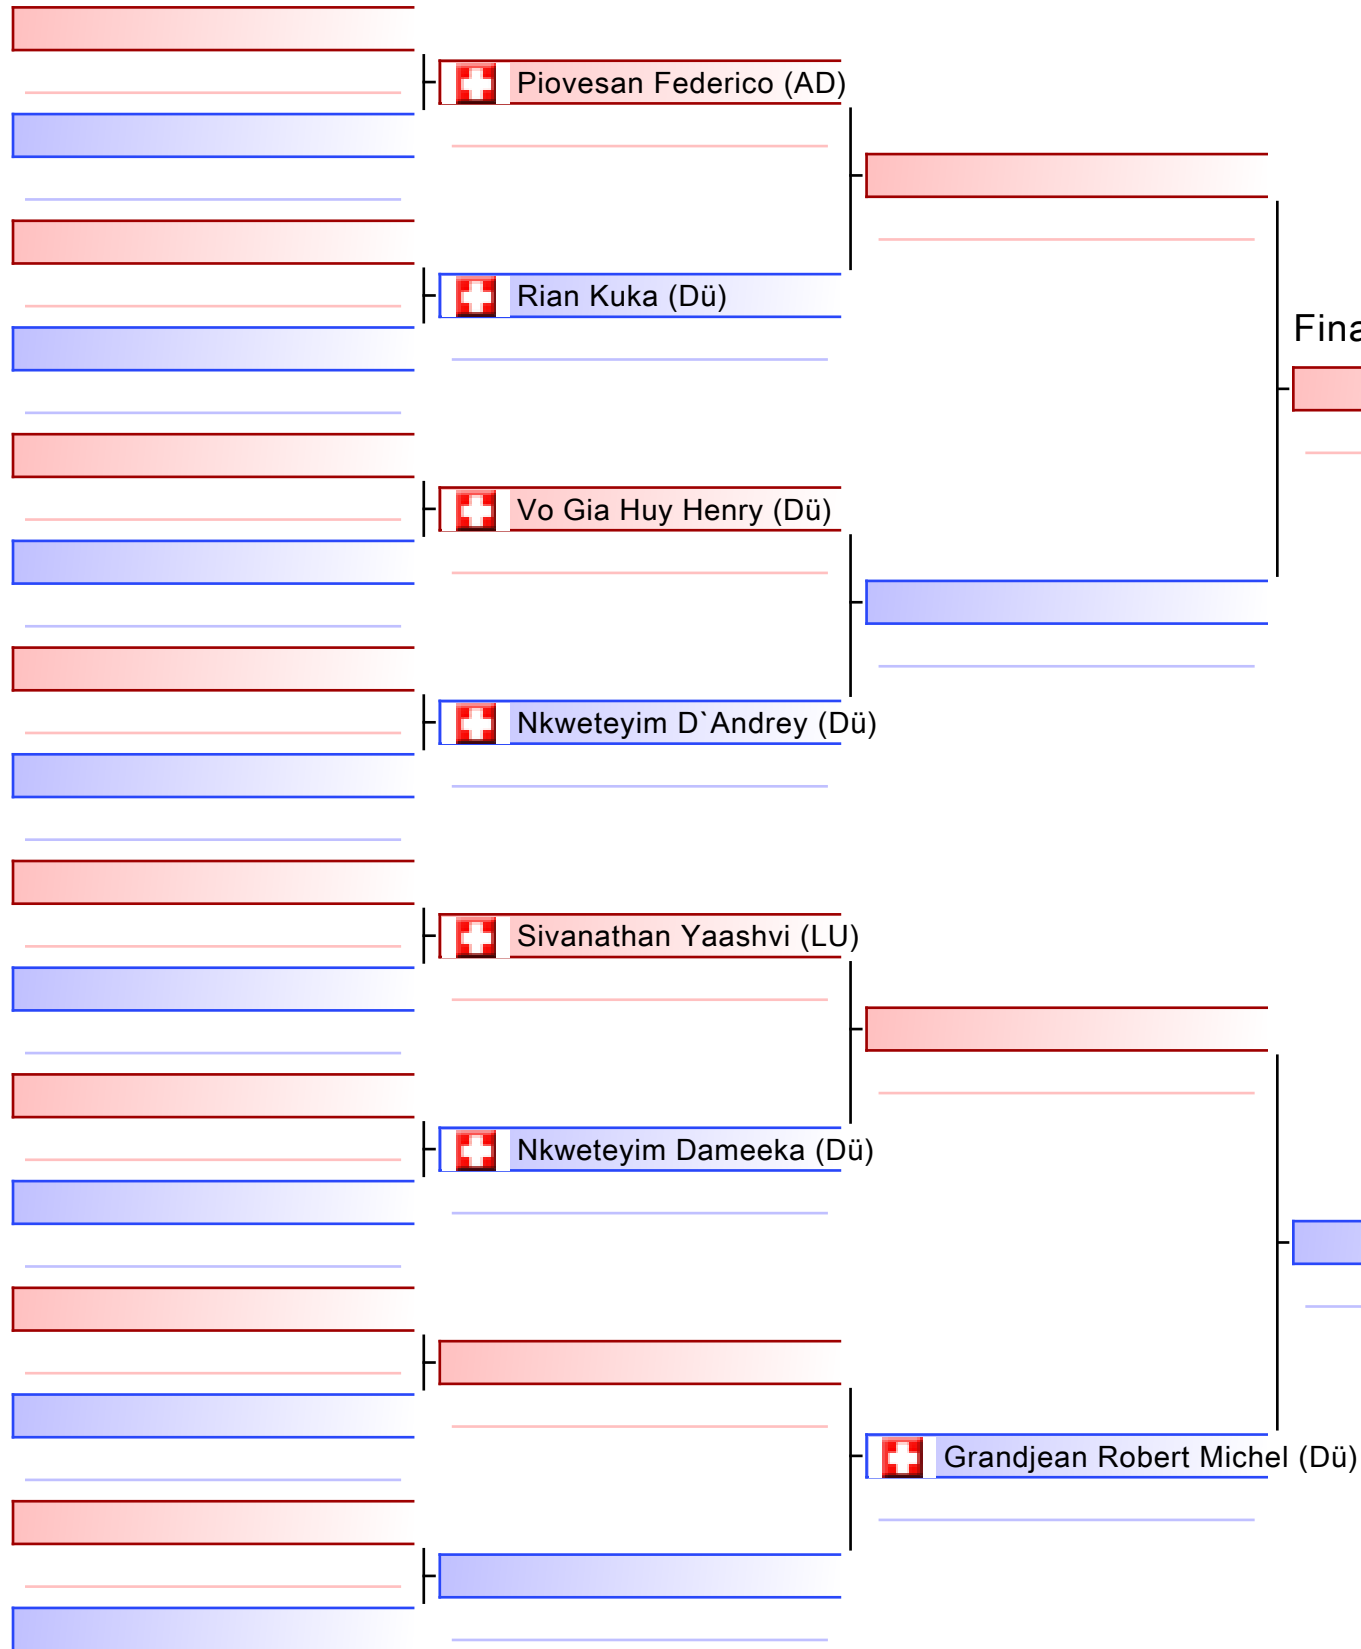 Piovesan Federico (AD)
Rian Kuka (Dü)
Fina
Vo Gia Huy Henry (Dü)
Nkweteyim D`Andrey (Dü)
Sivanathan Yaashvi (LU)
Nkweteyim Dameeka (Dü)
Grandjean Robert Michel (Dü)